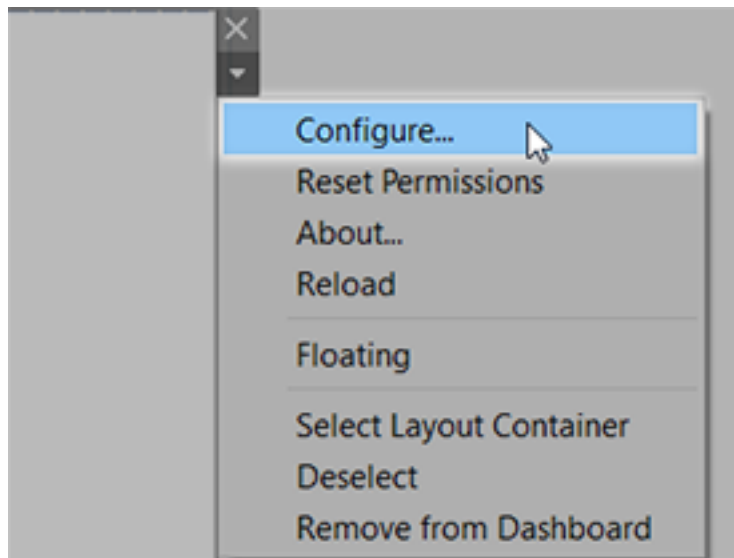 Configure...
Reset Permissions
About...
Reload
Floating
Select Layout Container
Deselect
Remove from Dashboard